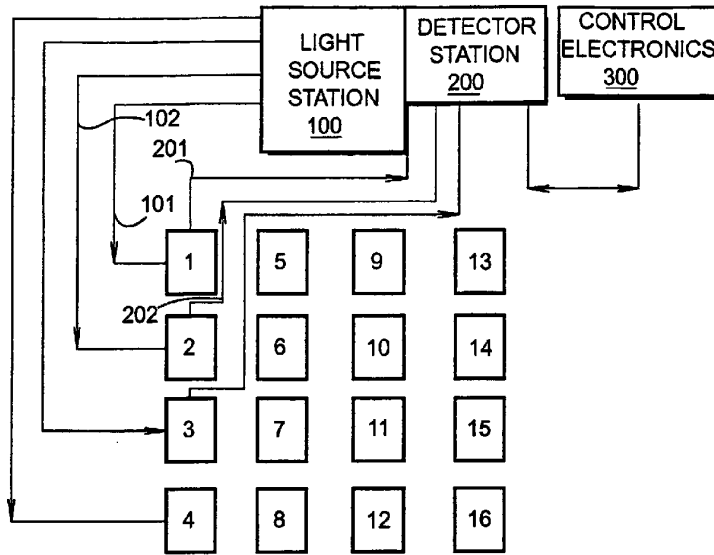 LIGHT
SOURCE
STATION
100
DETECTOR
STATION
200
CONTROL
ELECTRONICS
300
102
201
101
202
1 5 9 13
2 6 10 14
3 7 11 15
4 8 12 16